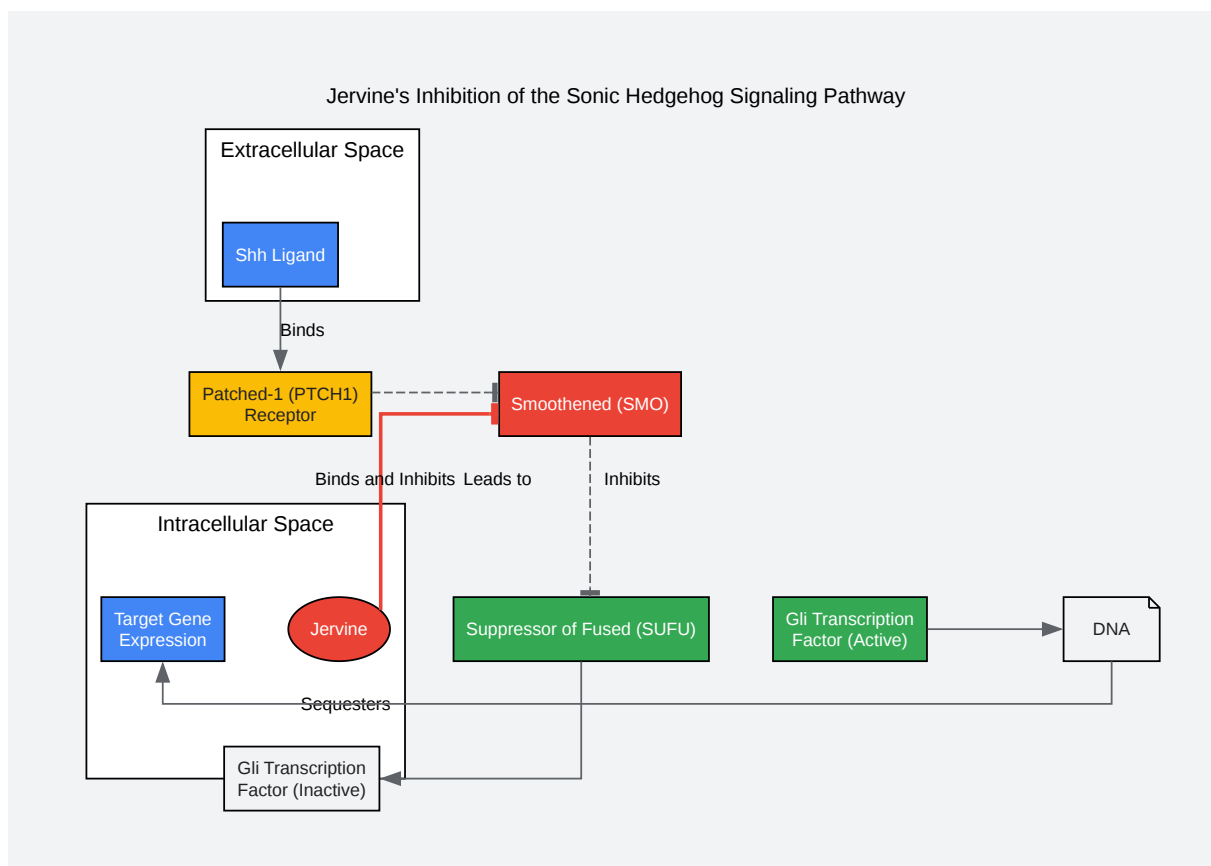 Jervine's Inhibition of the Sonic Hedgehog Signaling Pathway
Extracellular Space
Shh Ligand
Binds
Patched-1 (PTCH1)
Receptor
Smoothened (SMO)
Binds and Inhibits
Leads to
Inhibits
Intracellular Space
Target Gene
Expression
Jervine
Suppressor of Fused (SUFU)
Gli Transcription
Factor (Active)
DNA
Sequesters
Gli Transcription
Factor (Inactive)